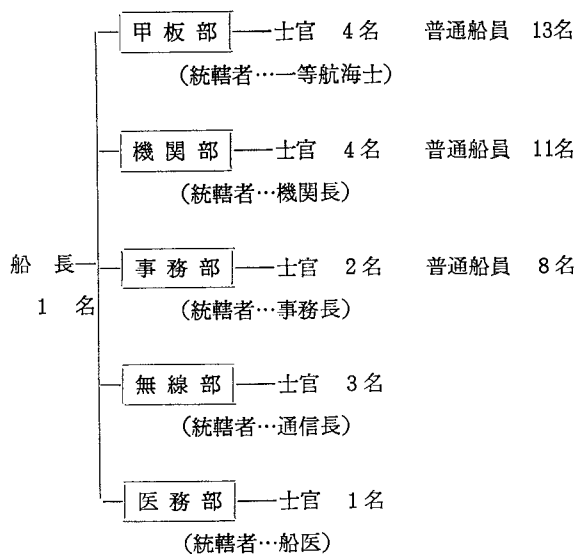 甲板部 士官 4名 普通船員 13名
(統轄者…一等航海士)
機関部 士官 4名 普通船員 11名
(統轄者…機関長)
船長 事務部 士官 2名 普通船員 8名
1名 (統轄者…事務長)
無線部 士官 3名
(統轄者…通信長)
医務部 士官 1名
(統轄者…船医)